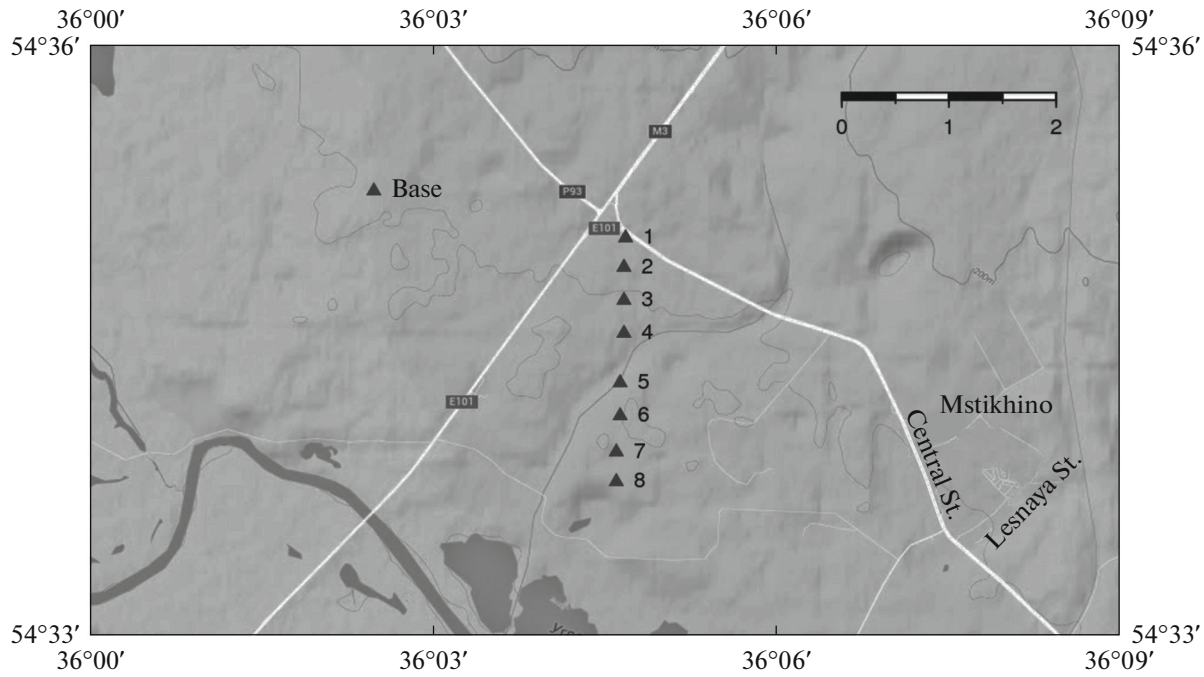 36°00′ 36°03′ 36°06′ 36°09′
54°36′ 54°36′
M3
0 1 2
P93
Base
E101
1
2
3
200m
4
5
E101
Mstikhino
6
Central St.
7
Lesnaya St.
8
54°33′ 54°33′
36°00′ 36°03′ 36°06′ 36°09′